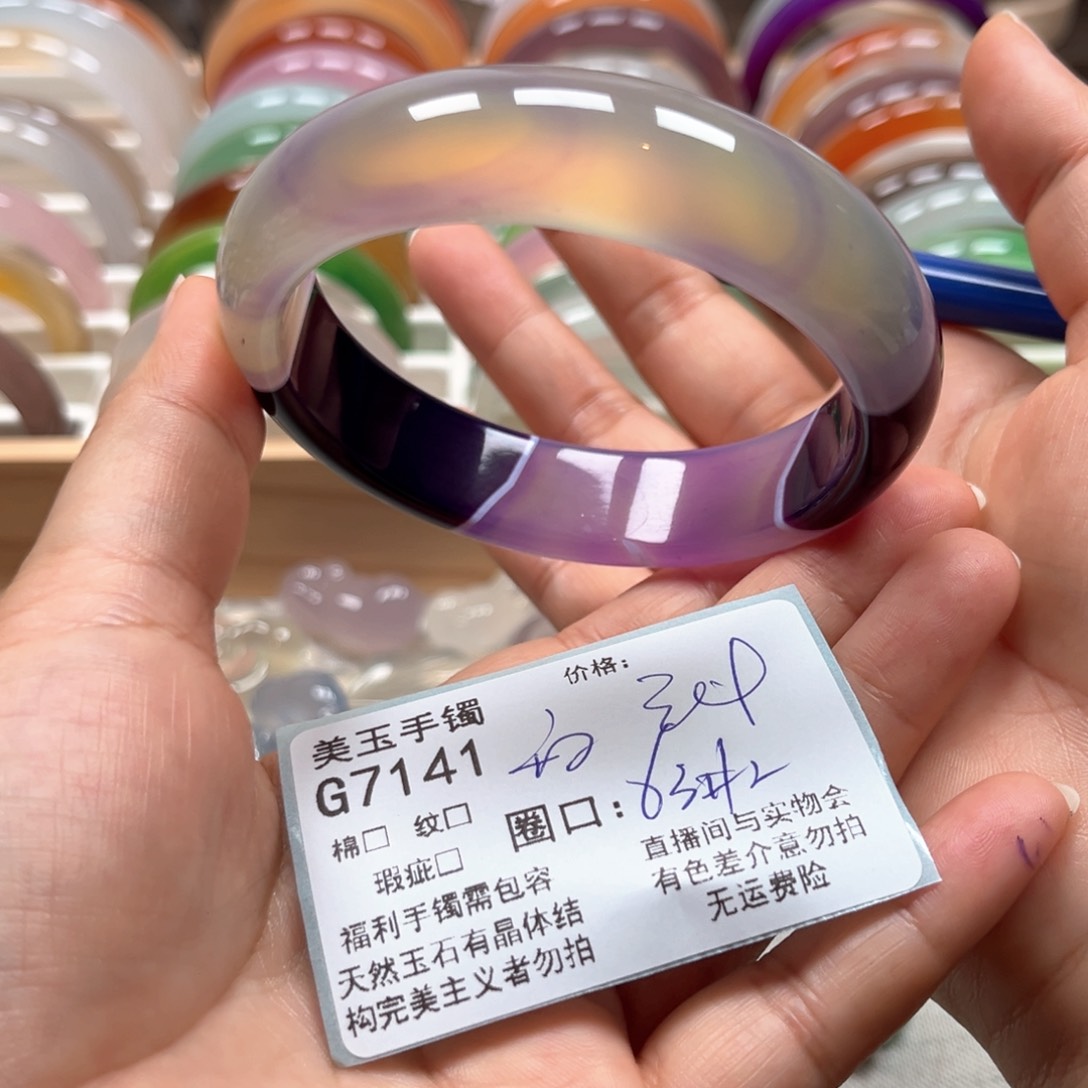 价格:
美玉手镯
G7141
棉□ 纹□
圈口:
瑕疵□
福利手镯需包容
天然玉石有晶体结
构完美主义者勿拍
直播间与实物会
有色差介意勿拍
无运费险